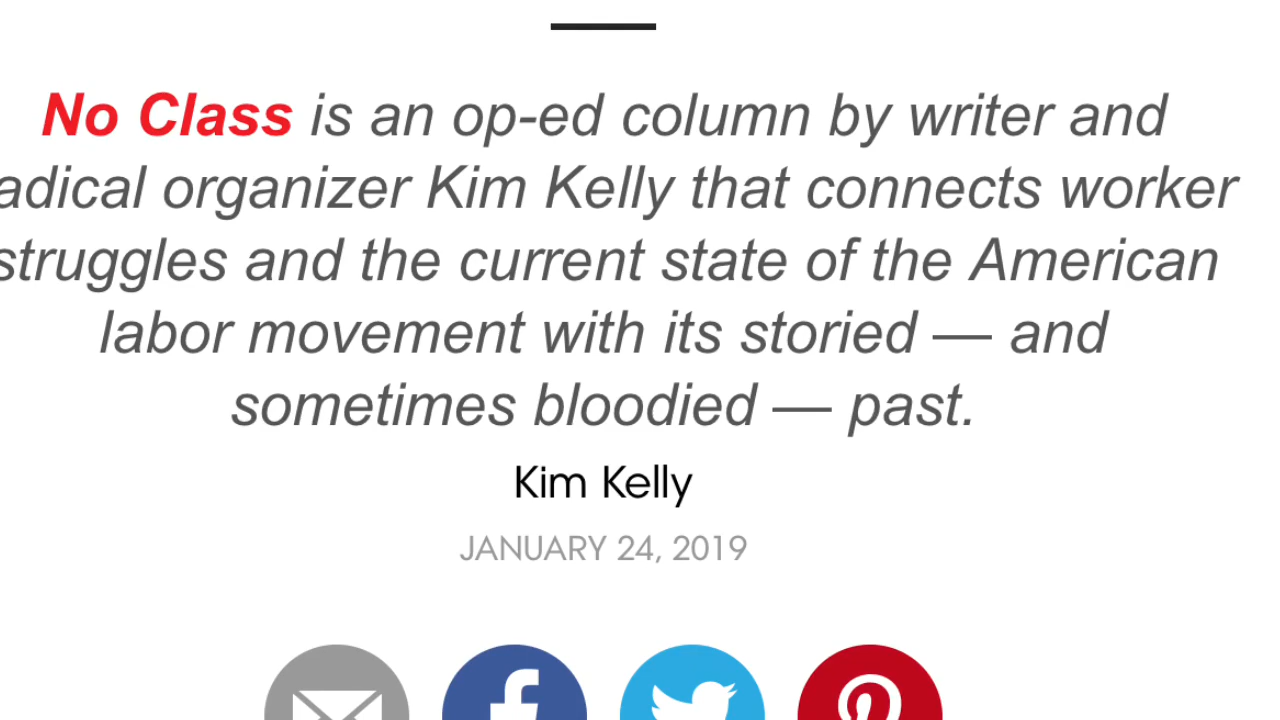 No Class is an op-ed column by writer and
adical organizer Kim Kelly that connects worker
struggles and the current state of the American
labor movement with its storied — and
sometimes bloodied — past.
Kim Kelly
JANUARY 24, 2019